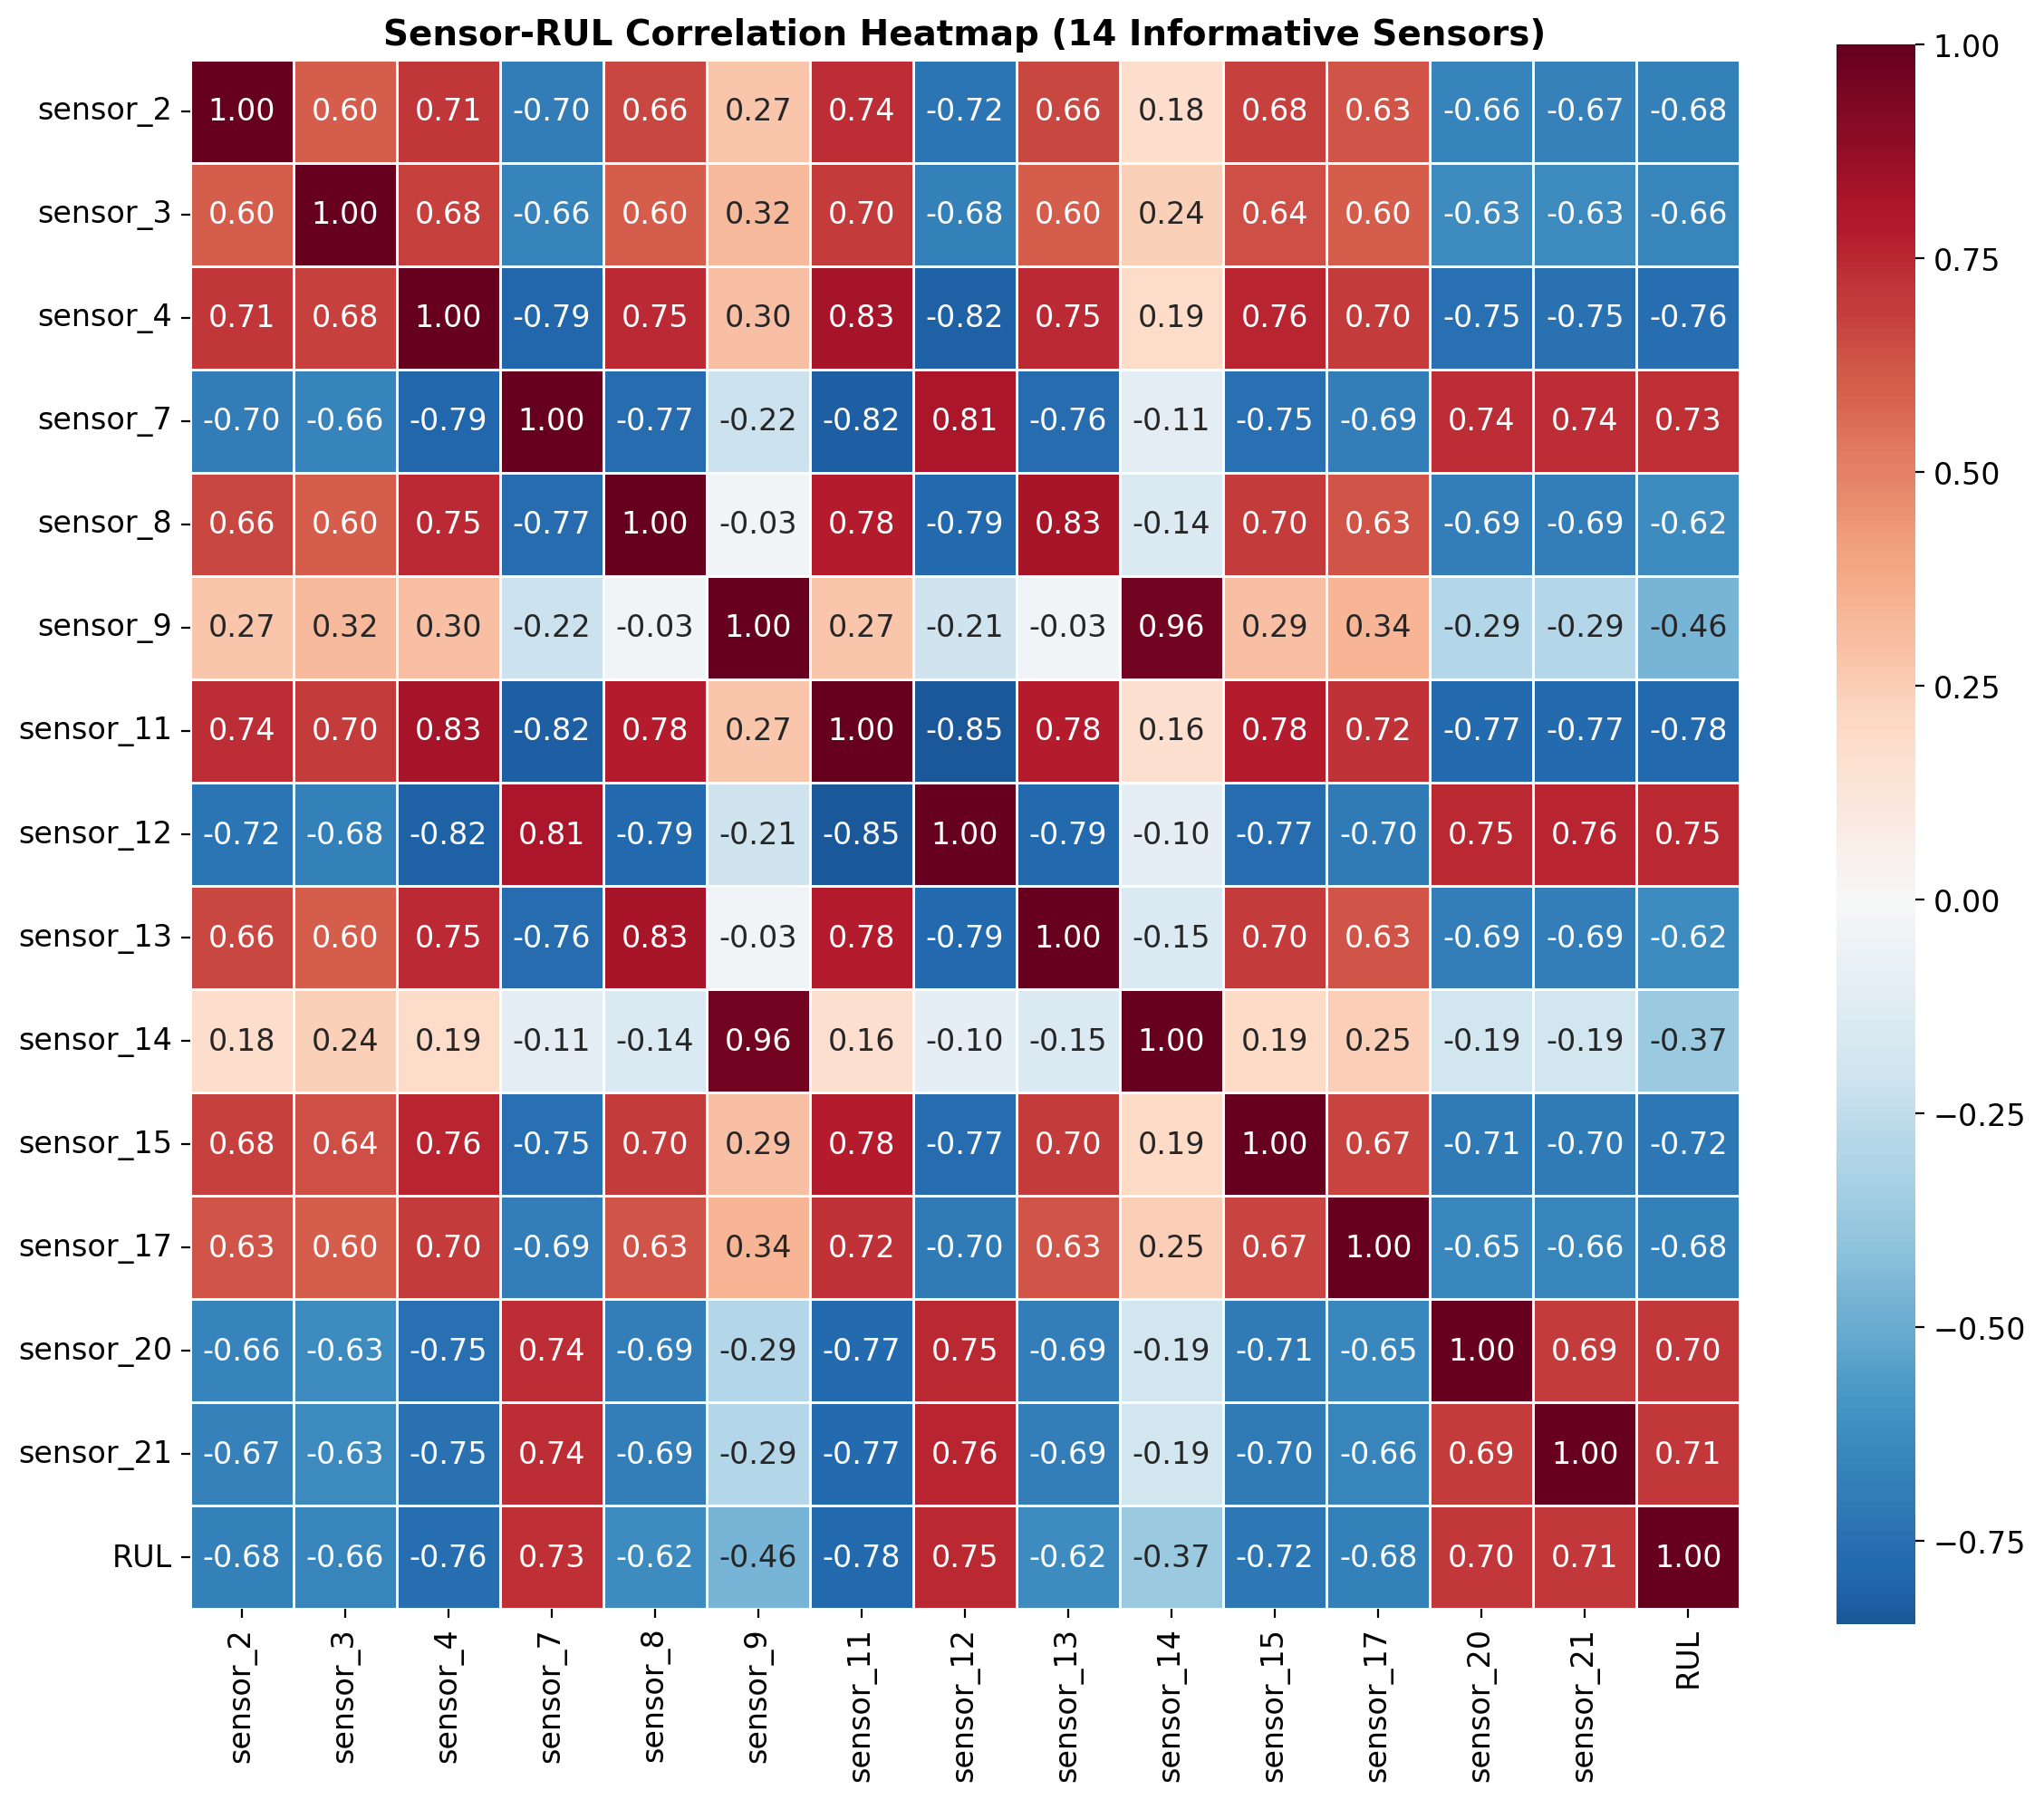 Sensor-RUL Correlation Heatmap (14 Informative Sensors)
sensor_2 1.00 0.60 0.71 -0.70 0.66 0.27 0.74 -0.72 0.66 0.18 0.68 0.63 -0.66 -0.67 -0.68
sensor_3 0.60 1.00 0.68 -0.66 0.60 0.32 0.70 -0.68 0.60 0.24 0.64 0.60 -0.63 -0.63 -0.66
sensor_4 0.71 0.68 1.00 -0.79 0.75 0.30 0.83 -0.82 0.75 0.19 0.76 0.70 -0.75 -0.75 -0.76
sensor_7 -0.70 -0.66 -0.79 1.00 -0.77 -0.22 -0.82 0.81 -0.76 -0.11 -0.75 -0.69 0.74 0.74 0.73
sensor_8 0.66 0.60 0.75 -0.77 1.00 -0.03 0.78 -0.79 0.83 -0.14 0.70 0.63 -0.69 -0.69 -0.62
sensor_9 0.27 0.32 0.30 -0.22 -0.03 1.00 0.27 -0.21 -0.03 0.96 0.29 0.34 -0.29 -0.29 -0.46
sensor_11 0.74 0.70 0.83 -0.82 0.78 0.27 1.00 -0.85 0.78 0.16 0.78 0.72 -0.77 -0.77 -0.78
sensor_12 -0.72 -0.68 -0.82 0.81 -0.79 -0.21 -0.85 1.00 -0.79 -0.10 -0.77 -0.70 0.75 0.76 0.75
sensor_13 0.66 0.60 0.75 -0.76 0.83 -0.03 0.78 -0.79 1.00 -0.15 0.70 0.63 -0.69 -0.69 -0.62
sensor_14 0.18 0.24 0.19 -0.11 -0.14 0.96 0.16 -0.10 -0.15 1.00 0.19 0.25 -0.19 -0.19 -0.37
sensor_15 0.68 0.64 0.76 -0.75 0.70 0.29 0.78 -0.77 0.70 0.19 1.00 0.67 -0.71 -0.70 -0.72
sensor_17 0.63 0.60 0.70 -0.69 0.63 0.34 0.72 -0.70 0.63 0.25 0.67 1.00 -0.65 -0.66 -0.68
sensor_20 -0.66 -0.63 -0.75 0.74 -0.69 -0.29 -0.77 0.75 -0.69 -0.19 -0.71 -0.65 1.00 0.69 0.70
sensor_21 -0.67 -0.63 -0.75 0.74 -0.69 -0.29 -0.77 0.76 -0.69 -0.19 -0.70 -0.66 0.69 1.00 0.71
RUL -0.68 -0.66 -0.76 0.73 -0.62 -0.46 -0.78 0.75 -0.62 -0.37 -0.72 -0.68 0.70 0.71 1.00
sensor_2 sensor_3 sensor_4 sensor_7 sensor_8 sensor_9 sensor_11 sensor_12 sensor_13 sensor_14 sensor_15 sensor_17 sensor_20 sensor_21 RUL
1.00
0.75
0.50
0.25
0.00
−0.25
−0.50
−0.75